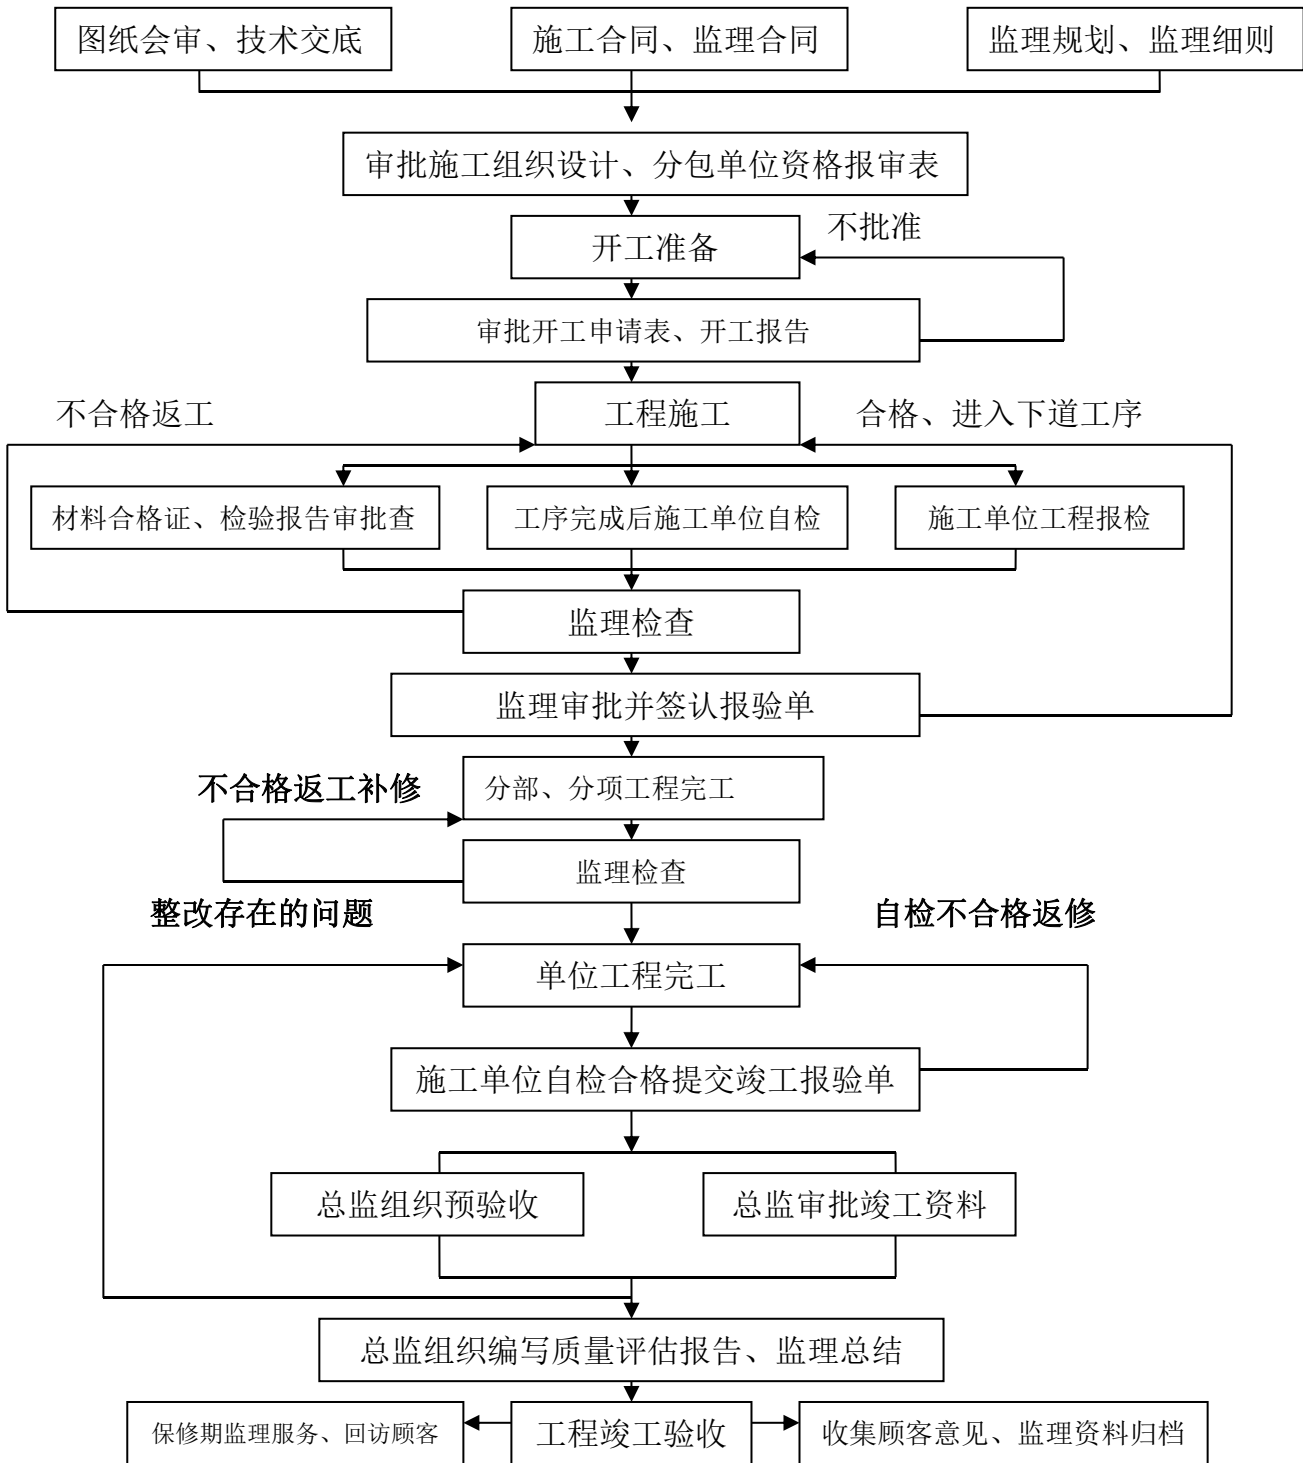 图纸会审、技术交底
施工合同、监理合同
监理规划、监理细则
审批施工组织设计、分包单位资格报审表
开工准备
不批准
审批开工申请表、开工报告
不合格返工
工程施工
合格、进入下道工序
材料合格证、检验报告审批查
工序完成后施工单位自检
施工单位工程报检
监理检查
监理审批并签认报验单
不合格返工补修
分部、分项工程完工
监理检查
整改存在的问题
自检不合格返修
单位工程完工
施工单位自检合格提交竣工报验单
总监组织预验收
总监审批竣工资料
总监组织编写质量评估报告、监理总结
保修期监理服务、回访顾客
工程竣工验收
收集顾客意见、监理资料归档